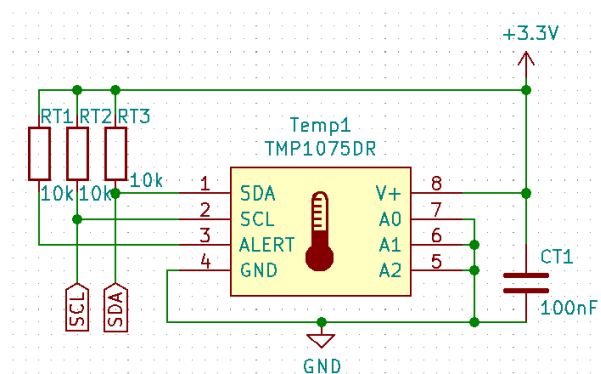 +3.3V
RT1 RT2 RT3
10k 10k 10k
Temp1
TMP1075DR
1 SDA V+ 8
2 SCL A0 7
3 ALERT A1 6
4 GND A2 5
CT1
100nF
SCL SDA
GND